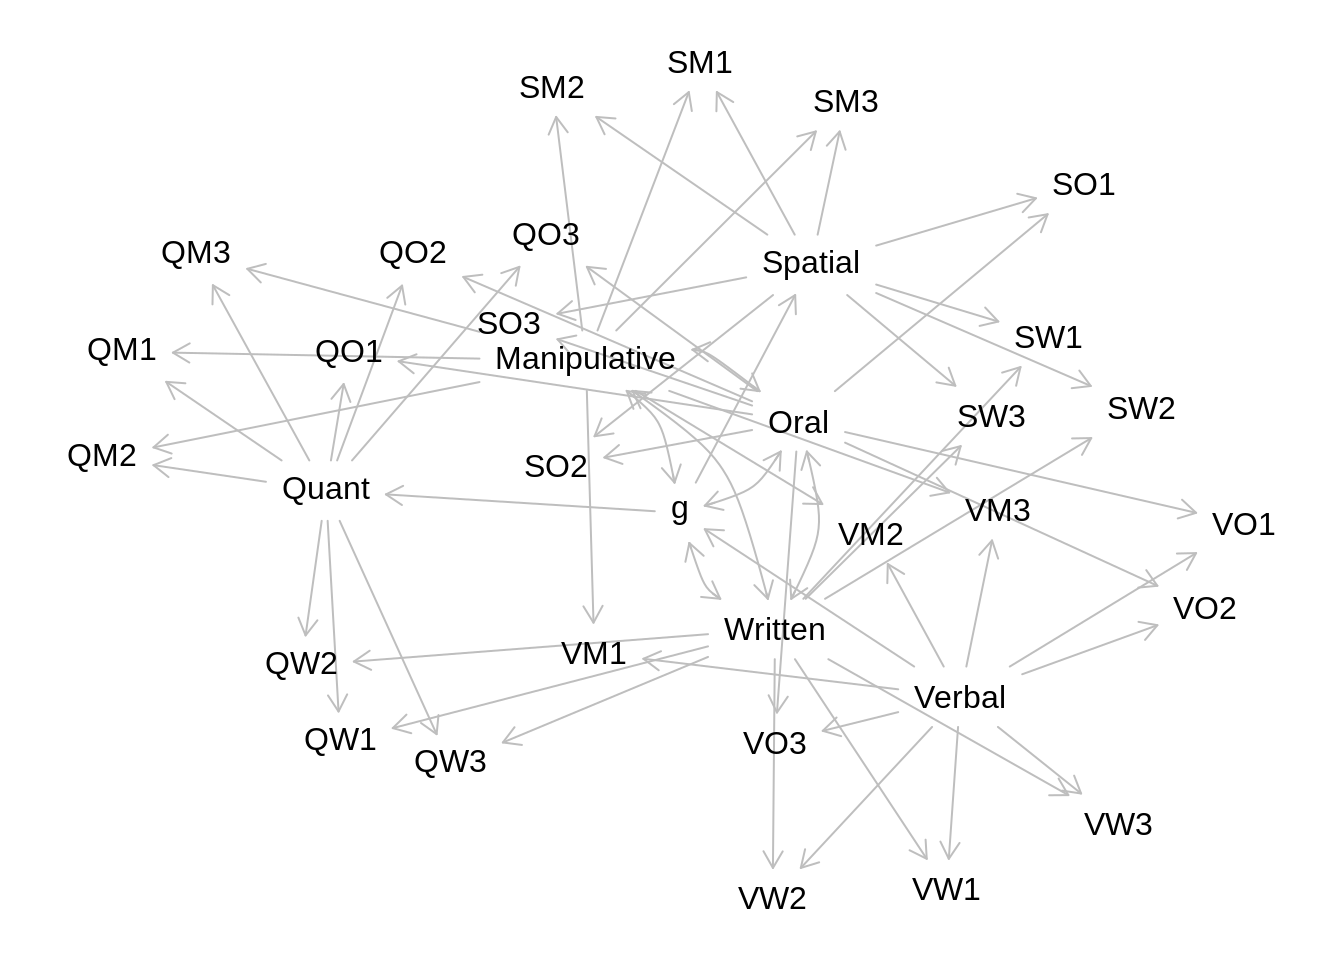 SM1
SM2
SM3
SO1
QO3
QM3
QO2
Spatial
SO3
SW1
QM1
QO1
Manipulative
SW2
SW3
Oral
QM2
SO2
Quant
g
VM3
VO1
VM2
VO2
Written
VM1
QW2
Verbal
QW1
VO3
QW3
VW3
VW1
VW2